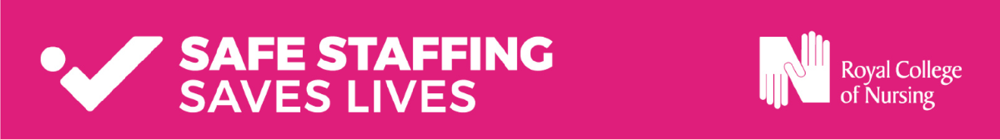 SAFE STAFFING
SAVES LIVES
Royal College
of Nursing